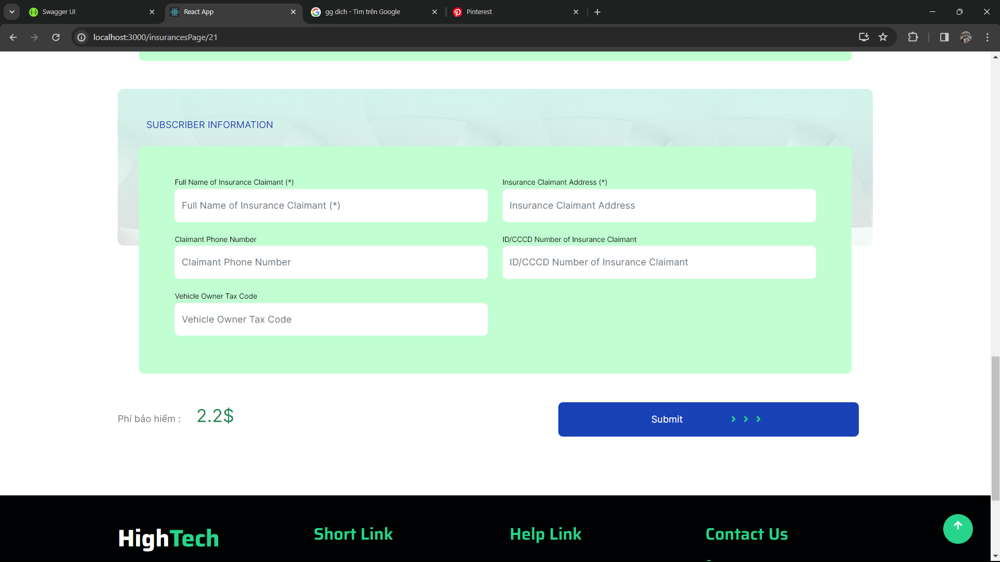 Swagger UI
React App
gg dich - Tìm trên Google
Pinterest
localhost:3000/insurancesPage/21
SUBSCRIBER INFORMATION
Full Name of Insurance Claimant (*)
Insurance Claimant Address (*)
Full Name of Insurance Claimant (*)
Insurance Claimant Address
Claimant Phone Number
ID/CCCD Number of Insurance Claimant
Claimant Phone Number
ID/CCCD Number of Insurance Claimant
Vehicle Owner Tax Code
Vehicle Owner Tax Code
Phí bảo hiểm : 2.2$
Submit
HighTech
Short Link
Help Link
Contact Us